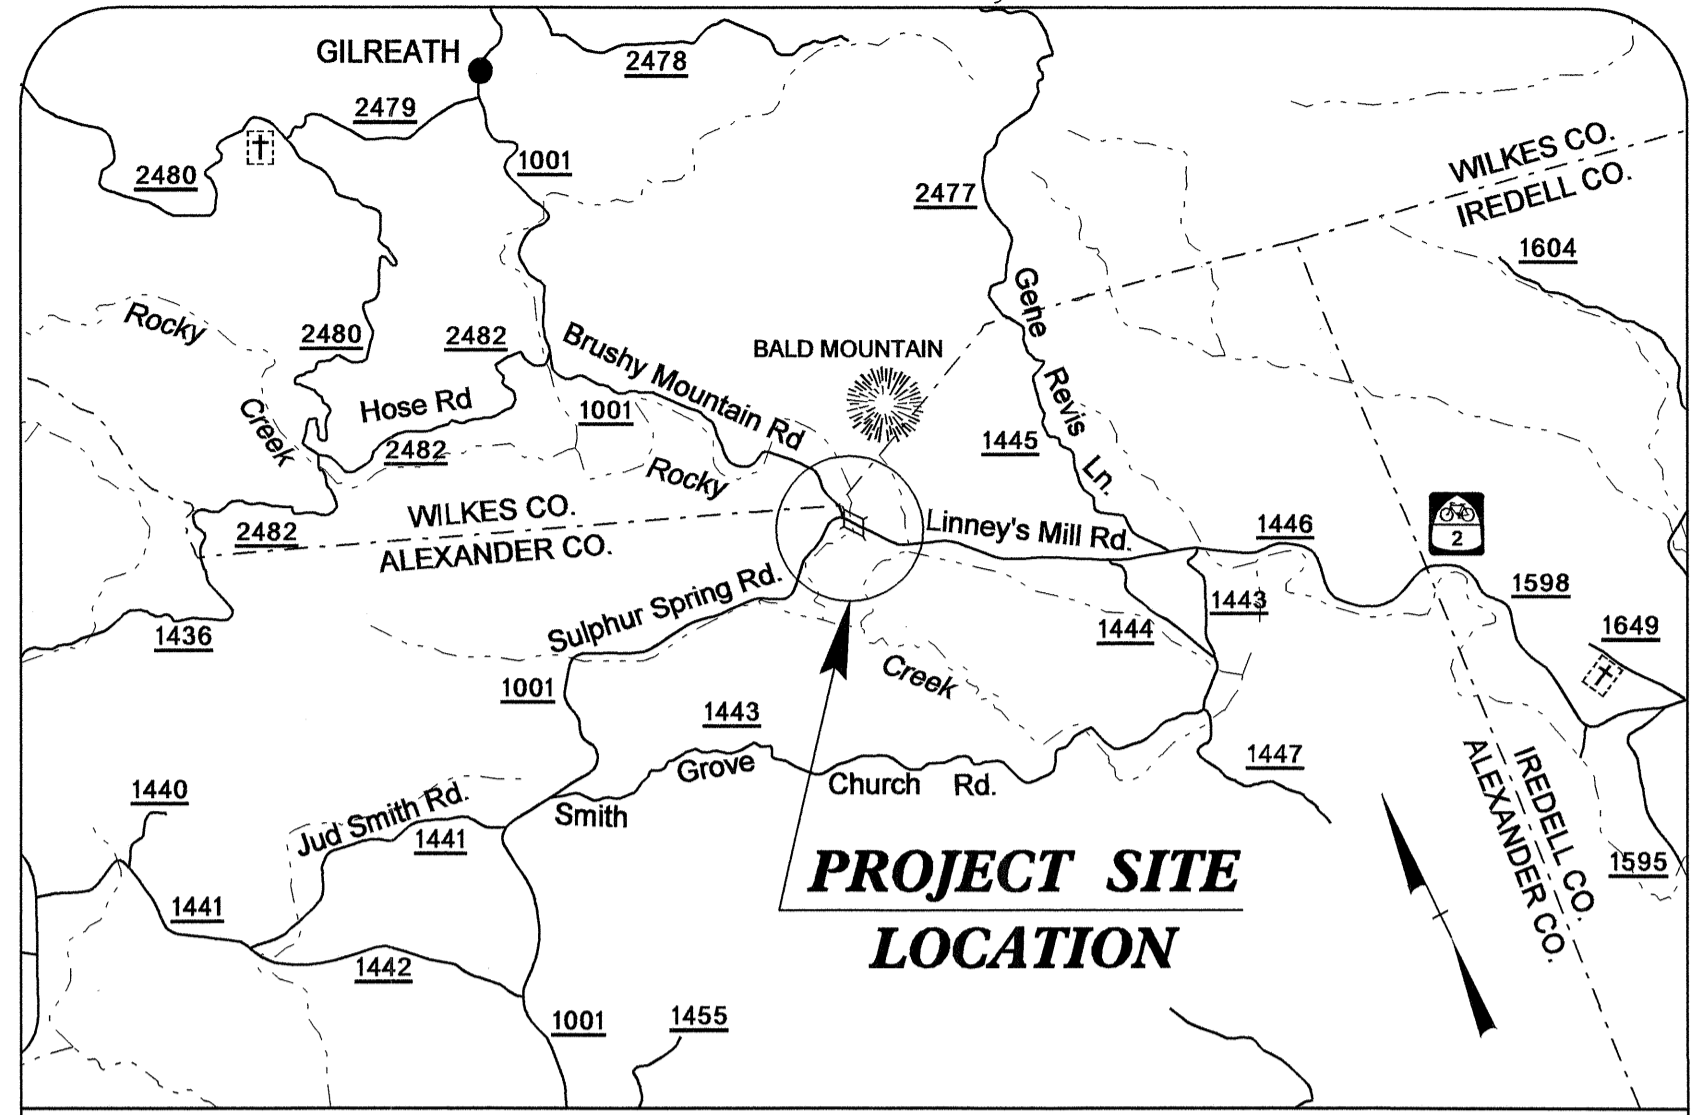 GILREATH
2478
2479
1001
2480
2477
WILKES CO.
IREDELL CO.
1604
Gene Revis Ln.
Rocky Creek
2480
2482
Brushy Mountain Rd
BALD MOUNTAIN
Hose Rd
1001
2482
1445
Rocky
WILKES CO.
ALEXANDER CO.
2482
Linney's Mill Rd.
1446
2
1598
Sulphur Spring Rd.
1443
1444
1436
1649
Creek
1001
1443
Smith Grove Church Rd.
1447
1440
Jud Smith Rd.
1441
IREDELL CO.
ALEXANDER CO.
1595
PROJECT SITE
LOCATION
1441
1442
1001
1455